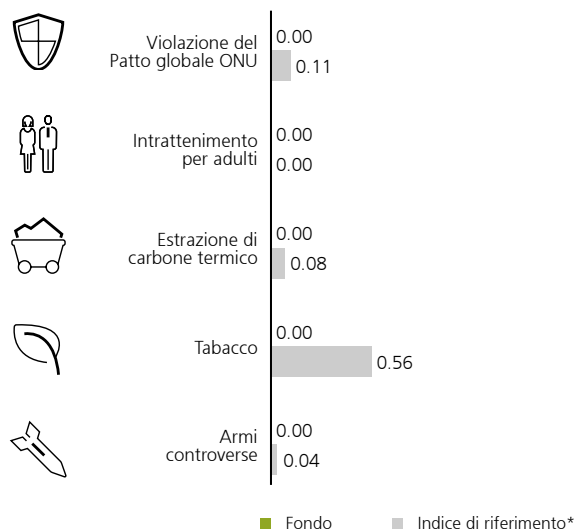 0.00
Violazione del
Patto globale ONU
0.11
0.00
Intrattenimento
per adulti
0.00
0.00
Estrazione di
carbone termico
0.08
0.00
Tabacco
0.56
0.00
Armi
controverse
0.04
Fondo Indice di riferimento*